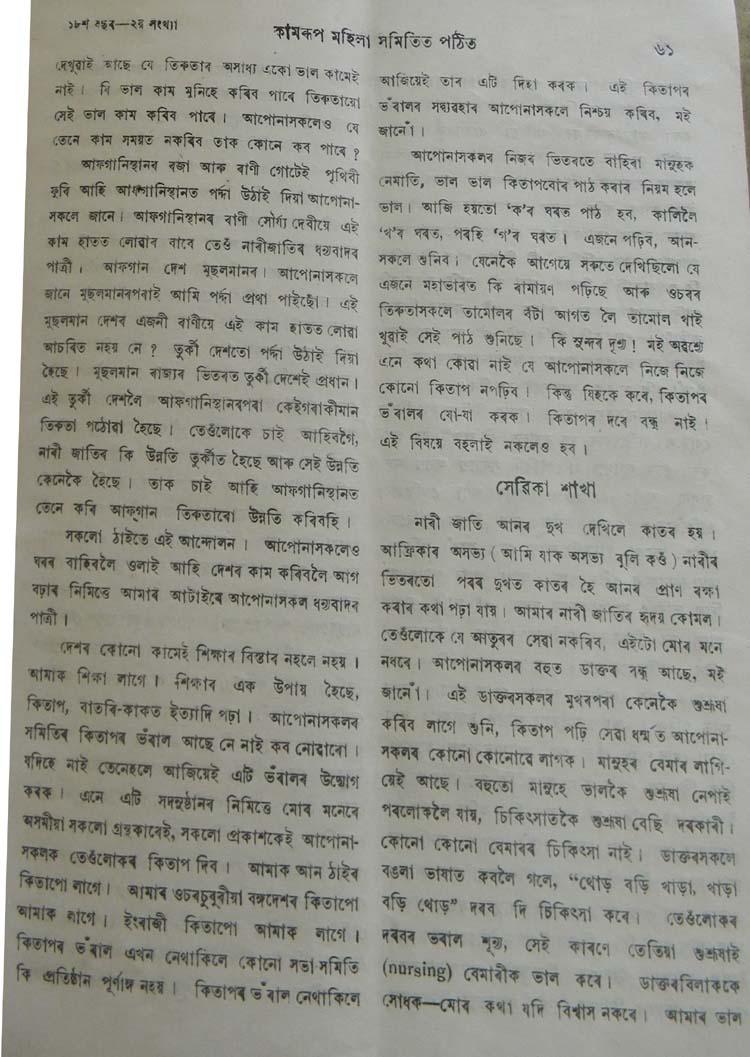 ১৮শ বছৰ—২য় সংখ্যা
কামৰূপ মহিলা সমিতিত পঠিত
৬১
দেখুৱাই আছে যে তিৰুতাৰ অসাধ্য একো ভাল কামেই
নাই। যি ভাল কাম মুনিহে কৰিব পাৰে তিৰুতায়ো
সেই ভাল কাম কৰিব পাৰে। আপোনাসকলেও যে
তেনে কাম সময়ত নকৰিব তাক কোনে কব পাৰে?
আফগানিস্থানৰ ৰজা আৰু ৰাণী গোটেই পৃথিবী
ফুৰি আহি আফগানিস্থানত পৰ্দ্দা উঠাই দিয়া আপোনা-
সকলে জানে। আফগানিস্থানৰ ৰাণী সৌৰ্য্য দেবীয়ে এই
কাম হাতত লোৱাৰ বাবে তেওঁ নাৰীজাতিৰ ধন্যবাদৰ
পাত্ৰী। আফগান দেশ মুছলমানৰ। আপোনাসকলে
জানে মুছলমানৰপৰাই আমি পৰ্দ্দা প্ৰথা পাইছোঁ। এই
মুছলমান দেশৰ এজনী ৰাণীয়ে এই কাম হাতত লোৱা
আচৰিত নহয় নে? তুৰ্কী দেশতো পৰ্দ্দা উঠাই দিয়া
হৈছে। মুছলমান ৰাজ্যৰ ভিতৰত তুৰ্কী দেশেই প্ৰধান।
এই তুৰ্কী দেশলৈ আফগানিস্থানৰপৰা কেইগৰাকীমান
তিৰুতা পঠোৱা হৈছে। তেওঁলোকে চাই আহিবগৈ,
নাৰী জাতিৰ কি উন্নতি তুৰ্কীত হৈছে আৰু সেই উন্নতি
কেনেকৈ হৈছে। তাক চাই আহি আফগানিস্থানত
তেনে কৰি আফগান তিৰুতাৰো উন্নতি কৰিবহি।
সকলো ঠাইতে এই আন্দোলন। আপোনাসকলেও
ঘৰৰ বাহিৰলৈ ওলাই আহি দেশৰ কাম কৰিবলৈ আগ
বঢ়াৰ নিমিত্তে আমাৰ আটাইৰে আপোনাসকল ধন্যবাদৰ
পাত্ৰী।
দেশৰ কোনো কামেই শিক্ষাৰ বিস্তাৰ নহলে নহয়।
আমাক শিক্ষা লাগে। শিক্ষাৰ এক উপায় হৈছে,
কিতাপ, বাতৰি-কাকত ইত্যাদি পঢ়া। আপোনাসকলৰ
সমিতিৰ কিতাপৰ ভঁৰাল আছে নে নাই কব নোৱাৰো।
যদিহে নাই তেনেহলে আজিয়েই এটি ভঁৰালৰ উদ্যোগ
কৰক। এনে এটি সদনুষ্ঠানৰ নিমিত্তে মোৰ মনেৰে
অসমীয়া সকলো গ্ৰন্থকাৰেই, সকলো প্ৰকাশকেই আপোনা-
সকলক তেওঁলোকৰ কিতাপ দিব। আমাক আন ঠাইৰ
কিতাপো লাগে। আমাৰ ওচৰচুবুৰীয়া বঙ্গদেশৰ কিতাপো
আমাক লাগে। ইংৰাজী কিতাপো আমাক লাগে।
কিতাপৰ ভঁৰাল এখন নেথাকিলে কোনো সভা-সমিতি
কি প্ৰতিষ্ঠান পূৰ্ণাঙ্গ নহয়। কিতাপৰ ভঁৰাল নেথাকিলে
আজিয়েই তাৰ এটি দিহা কৰক। এই কিতাপৰ
ভঁৰালৰ সদ্ব্যৱহাৰ আপোনাসকলে নিশ্চয় কৰিব, মই
জানোঁ।
আপোনাসকলৰ নিজৰ ভিতৰতে বাহিৰা মানুহক
নেমাতি, ভাল ভাল কিতাপবোৰ পাঠ কৰাৰ নিয়ম হলে
ভাল। আজি হয়তো ‘ক’ৰ ঘৰত পাঠ হব, কালিলৈ
‘খ’ৰ ঘৰত, পৰহি ‘গ’ৰ ঘৰত। এজনে পঢ়িব, আন-
সকলে শুনিব। যেনেকৈ আগেয়ে সৰুতে দেখিছিলো যে
এজনে মহাভাৰত কি ৰামায়ণ পঢ়িছে আৰু ওচৰৰ
তিৰুতাসকলে তামোলৰ বঁটা আগত লৈ তামোল খাই
খুৱাই সেই পাঠ শুনিছে। কি সুন্দৰ দৃশ্য! মই অৱশ্যে
এনে কথা কোৱা নাই যে আপোনাসকলে নিজে নিজে
কোনো কিতাপ নপঢ়িব। কিন্তু যিহকে কৰে, কিতাপৰ
ভঁৰালৰ যো-যা কৰক। কিতাপৰ দৰে বন্ধু নাই!
এই বিষয়ে বহলাই নকলেও হব।
সেৱিকা শাখা
নাৰী জাতি আনৰ দুখ দেখিলে কাতৰ হয়।
আফ্ৰিকাৰ অসভ্য (আমি যাক অসভ্য বুলি কওঁ) নাৰীৰ
ভিতৰতো পৰৰ দুখত কাতৰ হৈ আনৰ প্ৰাণ ৰক্ষা
কৰাৰ কথা পঢ়া যায়। আমাৰ নাৰী জাতিৰ হৃদয় কোমল।
তেওঁলোকে যে আতুৰৰ সেৱা নকৰিব, এইটো মোৰ মনে
নধৰে। আপোনাসকলৰ বহুত ডাক্তৰ বন্ধু আছে, মই
জানোঁ। এই ডাক্তৰসকলৰ মুখৰপৰা কেনেকৈ শুশ্ৰূষা
কৰিব লাগে শুনি, কিতাপ পঢ়ি সেৱা ধৰ্ম্মত আপোনা-
সকলৰ কোনো কোনোৱে লাগক। মানুহৰ বেমাৰ লাগি-
য়েই আছে। বহুতো মানুহে ভালকৈ শুশ্ৰূষা নেপাই
পৰলোকলৈ যায়, চিকিৎসাতকৈ শুশ্ৰূষা বেছি দৰকাৰী।
কোনো কোনো বেমাৰৰ চিকিৎসা নাই। ডাক্তৰসকলে
বঙলা ভাষাত কবলৈ গলে, “থোড় বড়ি খাড়া, খাড়া
বড়ি থোড়” দৰব দি চিকিৎসা কৰে। তেওঁলোকৰ
দৰবৰ ভৰাল শূন্য, সেই কাৰণে তেতিয়া শুশ্ৰূষাই
(nursing) বেমাৰীক ভাল কৰে। ডাক্তৰবিলাককে
সোধক—মোৰ কথা যদি বিশ্বাস নকৰে। আমাৰ ভাল